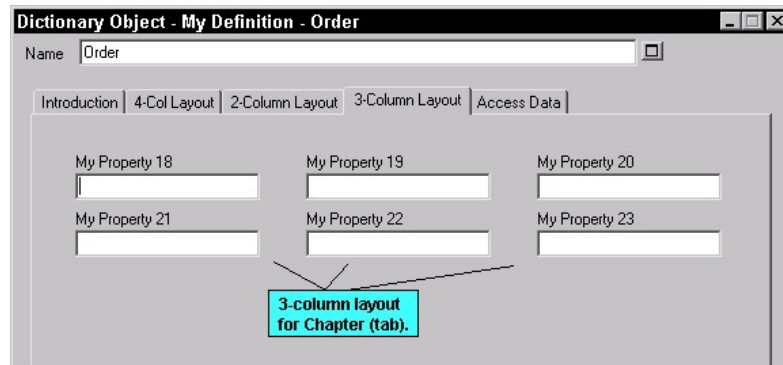 Dictionary Object - My Definition - Order
Name Order
Introduction 4-Col Layout 2-Column Layout 3-Column Layout Access Data
My Property 18 My Property 19 My Property 20
My Property 21 My Property 22 My Property 23
3-column layout
for Chapter (tab).